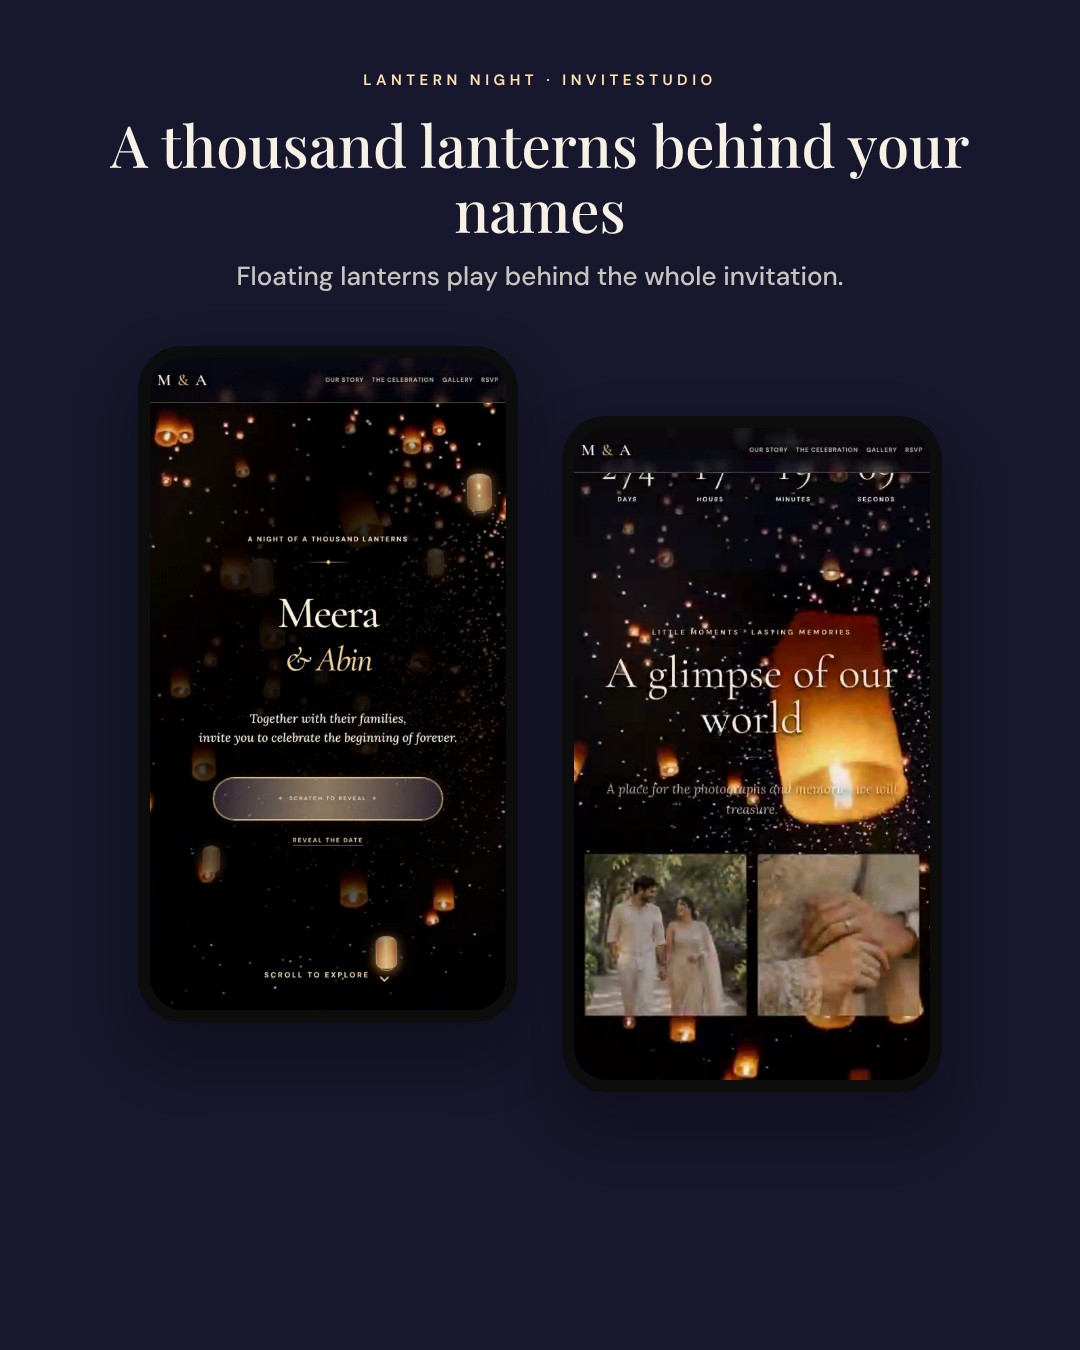 LANTERN NIGHT · INVITESTUDIO
A thousand lanterns behind your
names
Floating lanterns play behind the whole invitation.
M & A
OUR STORY THE CELEBRATION GALLERY RSVP
A NIGHT OF A THOUSAND LANTERNS
Meera
& Abin
Together with their families,
invite you to celebrate the beginning of forever.
SCRATCH TO REVEAL
REVEAL THE DATE
SCROLL TO EXPLORE
M & A
OUR STORY THE CELEBRATION GALLERY RSVP
DAYS HOURS MINUTES SECONDS
LITTLE MOMENTS · LASTING MEMORIES
A glimpse of our
world
A place for the photographs and we will
treasure.